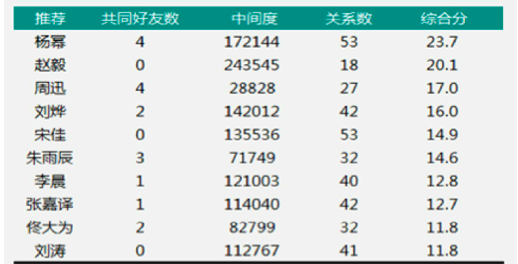 推荐 共同好友数 中间度 关系数 综合分
杨幂 4 172144 53 23.7
赵毅 0 243545 18 20.1
周迅 4 28828 27 17.0
刘烨 2 142012 42 16.0
宋佳 0 135536 53 14.9
朱雨辰 3 71749 32 14.6
李晨 1 121003 40 12.8
张嘉译 1 114040 42 12.7
佟大为 2 82799 32 11.8
刘涛 0 112767 41 11.8